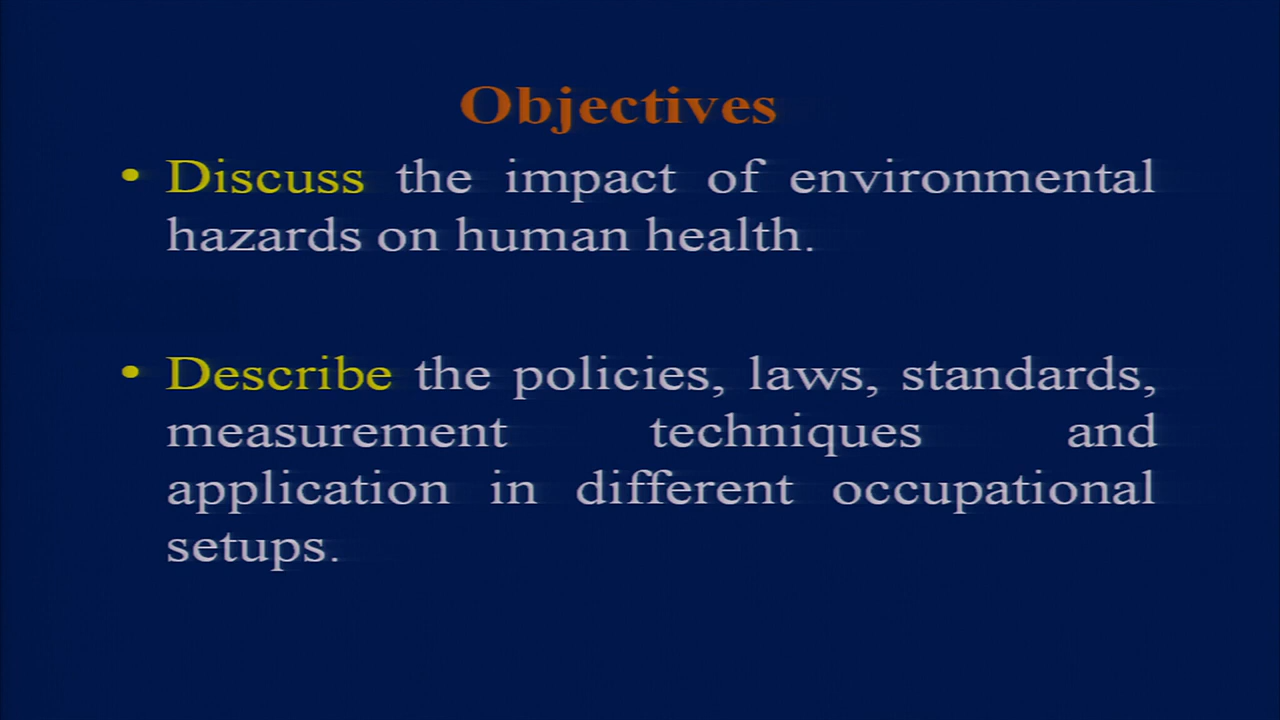 Objectives
• Discuss the impact of environmental
hazards on human health.
• Describe the policies, laws, standards,
measurement techniques and
application in different occupational
setups.